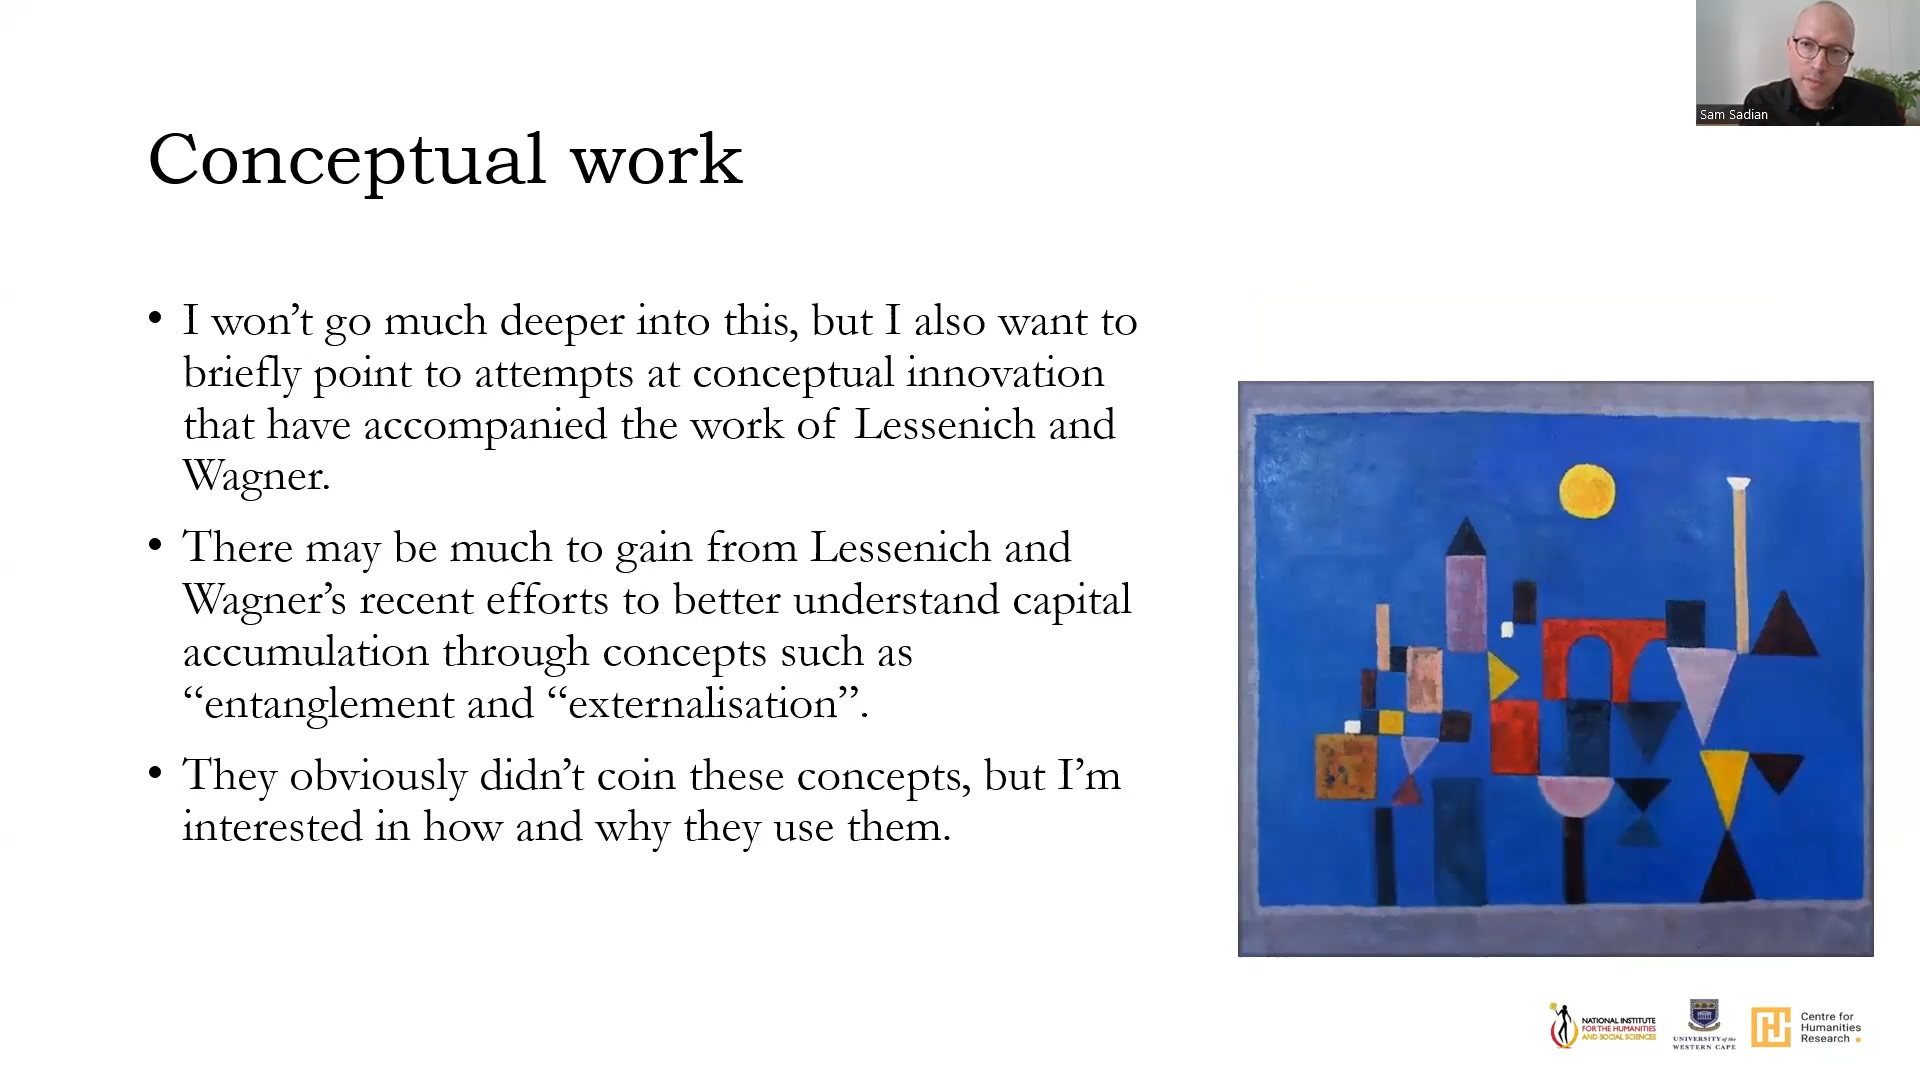 Sam Sadian
Conceptual work
• I won’t go much deeper into this, but I also want to
briefly point to attempts at conceptual innovation
that have accompanied the work of Lessenich and
Wagner.
• There may be much to gain from Lessenich and
Wagner’s recent efforts to better understand capital
accumulation through concepts such as
“entanglement and “externalisation”.
• They obviously didn’t coin these concepts, but I’m
interested in how and why they use them.
NATIONAL INSTITUTE
FOR THE HUMANITIES
AND SOCIAL SCIENCES
UNIVERSITY of the
WESTERN CAPE
Centre for
Humanities
Research